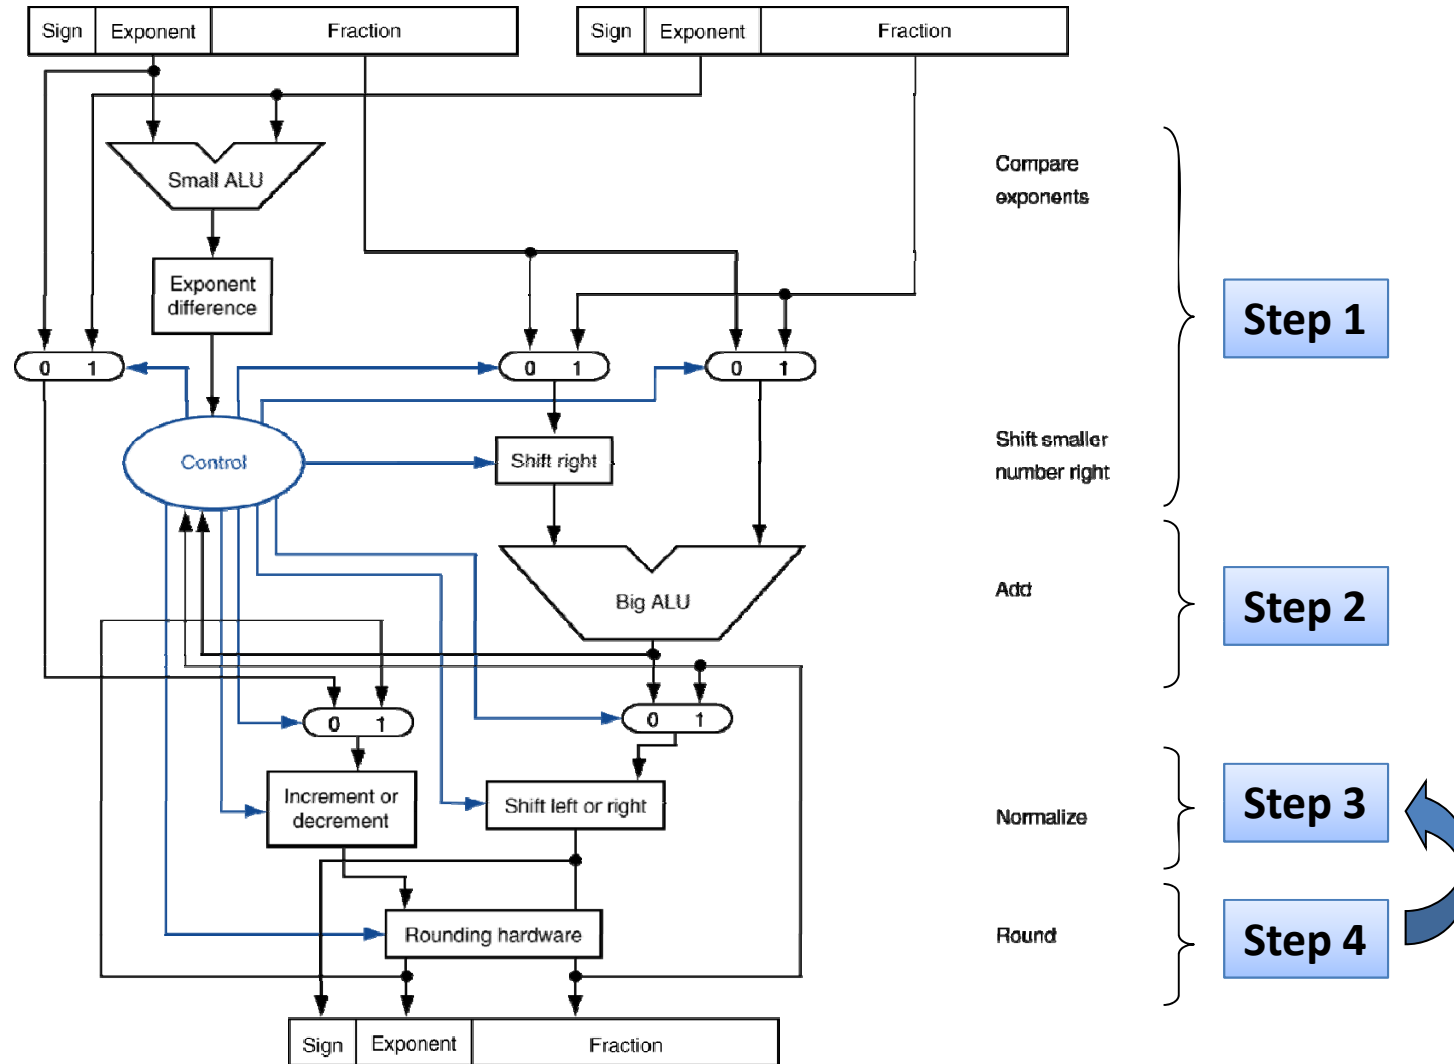 Sign Exponent Fraction
Sign Exponent Fraction
Small ALU
Compare
exponents
Exponent
difference
Step 1
0 1
0 1
0 1
Control
Shift right
Shift smaller
number right
Add
Big ALU
Step 2
0 1
0 1
Increment or
decrement
Shift left or right
Normalize
Step 3
Rounding hardware
Round
Step 4
Sign Exponent Fraction